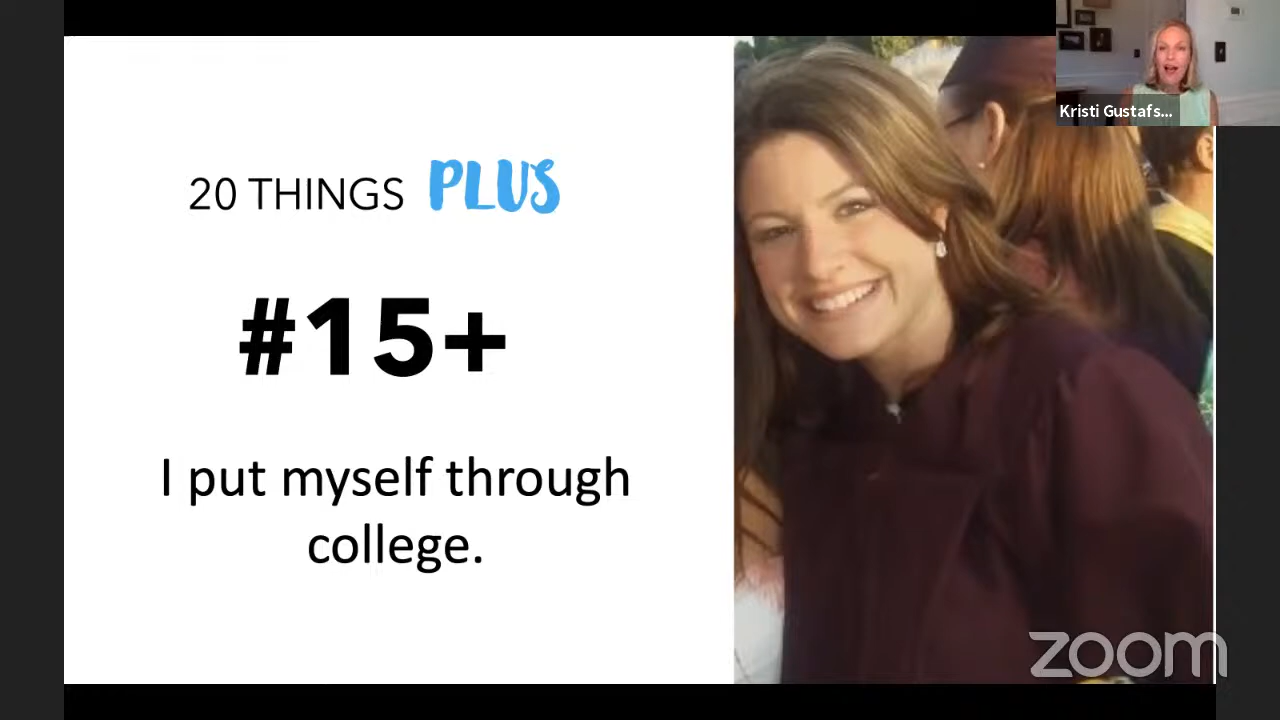 Kristi Gustafs...
20 THINGS PLUS
#15+
I put myself through
college.
zoom